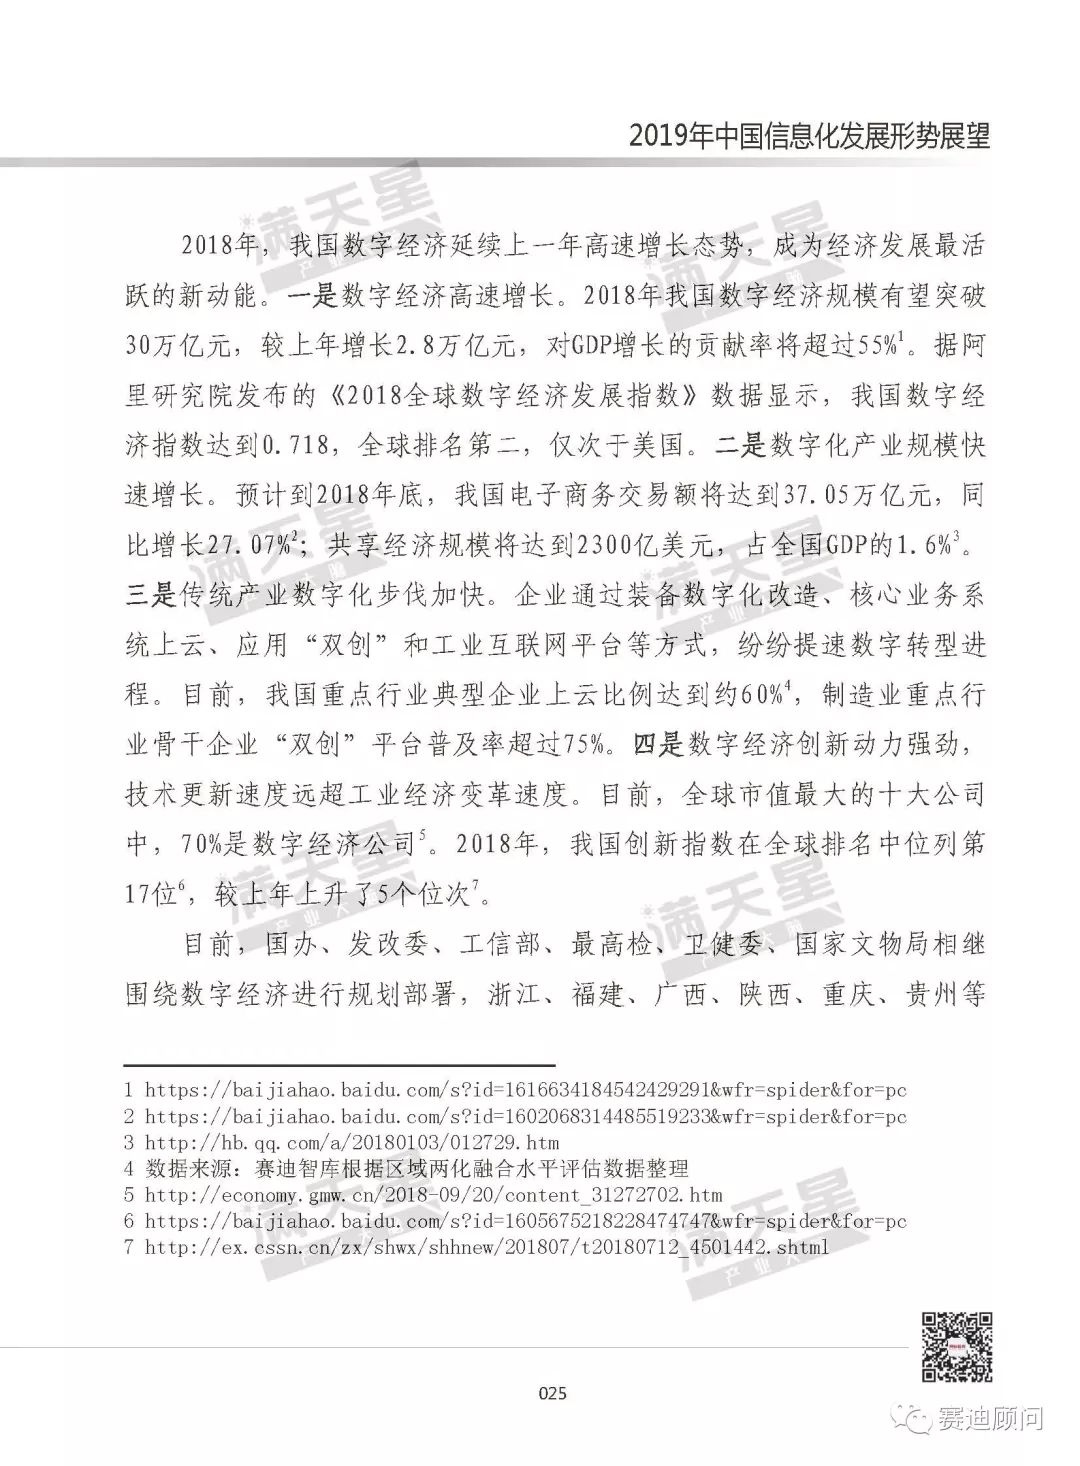 2019年中国信息化发展形势展望
2018年，我国数字经济延续上一年高速增长态势，成为经济发展最活
跃的新动能。一是数字经济高速增长。2018年我国数字经济规模有望突破
30万亿元，较上年增长2.8万亿元，对GDP增长的贡献率将超过55%1。据阿
里研究院发布的《2018全球数字经济发展指数》数据显示，我国数字经
济指数达到0.718，全球排名第二，仅次于美国。二是数字化产业规模快
速增长。预计到2018年底，我国电子商务交易额将达到37.05万亿元，同
比增长27.07%2；共享经济规模将达到2300亿美元，占全国GDP的1.6%3。
三是传统产业数字化步伐加快。企业通过装备数字化改造、核心业务系
统上云、应用“双创”和工业互联网平台等方式，纷纷提速数字转型进
程。目前，我国重点行业典型企业上云比例达到约60%4，制造业重点行
业骨干企业“双创”平台普及率超过75%。四是数字经济创新动力强劲，
技术更新速度远超工业经济变革速度。目前，全球市值最大的十大公司
中，70%是数字经济公司5。2018年，我国创新指数在全球排名中位列第
17位6，较上年上升了5个位次7。
目前，国办、发改委、工信部、最高检、卫健委、国家文物局相继
围绕数字经济进行规划部署，浙江、福建、广西、陕西、重庆、贵州等
1 https://baijiahao.baidu.com/s?id=1616634184542429291&wfr=spider&for=pc
2 https://baijiahao.baidu.com/s?id=1602068314485519233&wfr=spider&for=pc
3 http://hb.qq.com/a/20180103/012729.htm
4 数据来源：赛迪智库根据区域两化融合水平评估数据整理
5 http://economy.gmw.cn/2018-09/20/content_31272702.htm
6 https://baijiahao.baidu.com/s?id=1605675218228474747&wfr=spider&for=pc
7 http://ex.cssn.cn/zx/shwx/shhnew/201807/t20180712_4501442.shtml
025
赛迪顾问
满天星
满天星
满天星
满天星
满天星
满天星
满天星
满天星